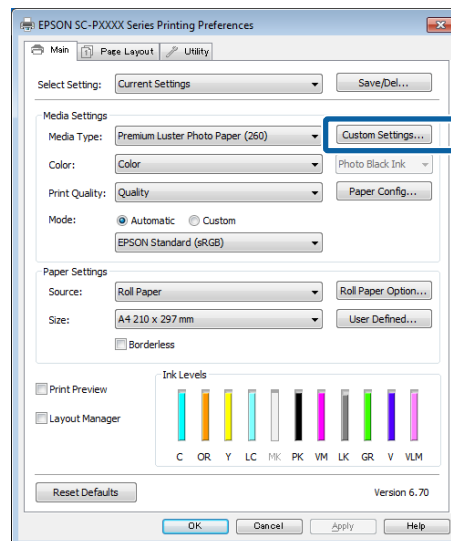 EPSON SC-PXXXX Series Printing Preferences
Main Page Layout Utility
Select Setting: Current Settings Save/Del...
Media Settings
Media Type: Premium Luster Photo Paper (260) Custom Settings...
Color: Color Photo Black Ink
Print Quality: Quality Paper Config...
Mode: Automatic Custom
EPSON Standard (sRGB)
Paper Settings
Source: Roll Paper Roll Paper Option...
Size: A4 210 x 297 mm User Defined...
Borderless
Print Preview
Layout Manager
Ink Levels
C OR Y LC MK PK VM LK GR V VLM
Reset Defaults Version 6.70
OK Cancel Apply Help